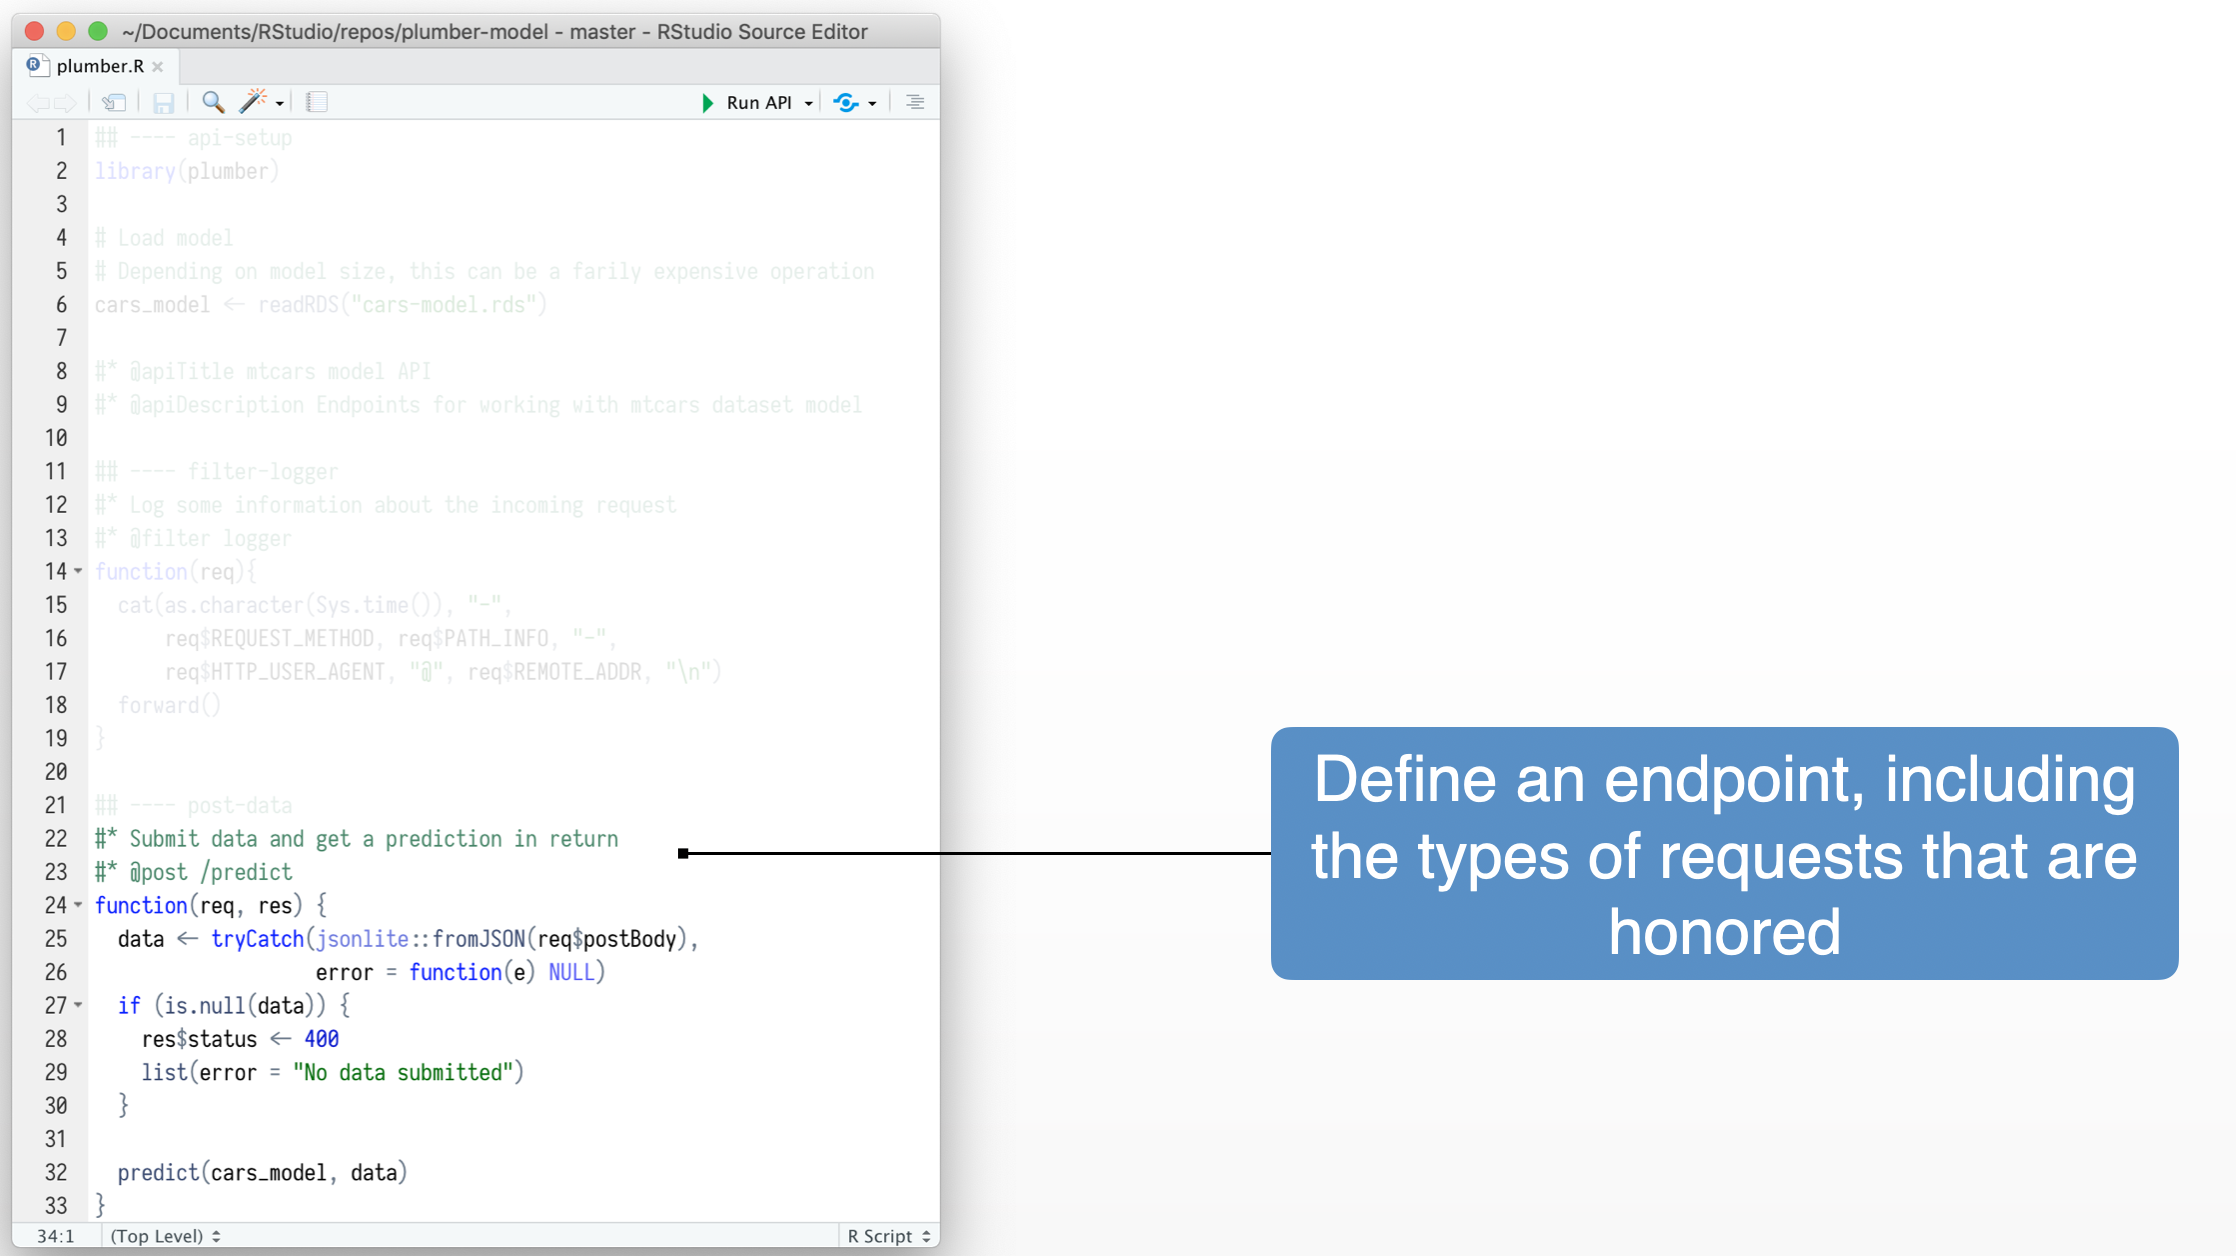 ~/Documents/RStudio/repos/plumber-model - master - RStudio Source Editor
plumber.R
Run API
1 ## ---- api-setup
2 library(plumber)
3
4 # Load model
5 # Depending on model size, this can be a farily expensive operation
6 cars_model <- readRDS("cars-model.rds")
7
8 #* @apiTitle mtcars model API
9 #* @apiDescription Endpoints for working with mtcars dataset model
10
11 ## ---- filter-logger
12 #* Log some information about the incoming request
13 #* @filter logger
14 function(req){
15   cat(as.character(Sys.time()), "-",
16       req$REQUEST_METHOD, req$PATH_INFO, "-",
17       req$HTTP_USER_AGENT, "@", req$REMOTE_ADDR, "\n")
18   forward()
19 }
20
21 ## ---- post-data
22 #* Submit data and get a prediction in return
23 #* @post /predict
24 function(req, res) {
25   data <- tryCatch(jsonlite::fromJSON(req$postBody),
26                    error = function(e) NULL)
27   if (is.null(data)) {
28     res$status <- 400
29     list(error = "No data submitted")
30   }
31
32   predict(cars_model, data)
33 }
34:1 (Top Level) R Script
Define an endpoint, including
the types of requests that are
honored